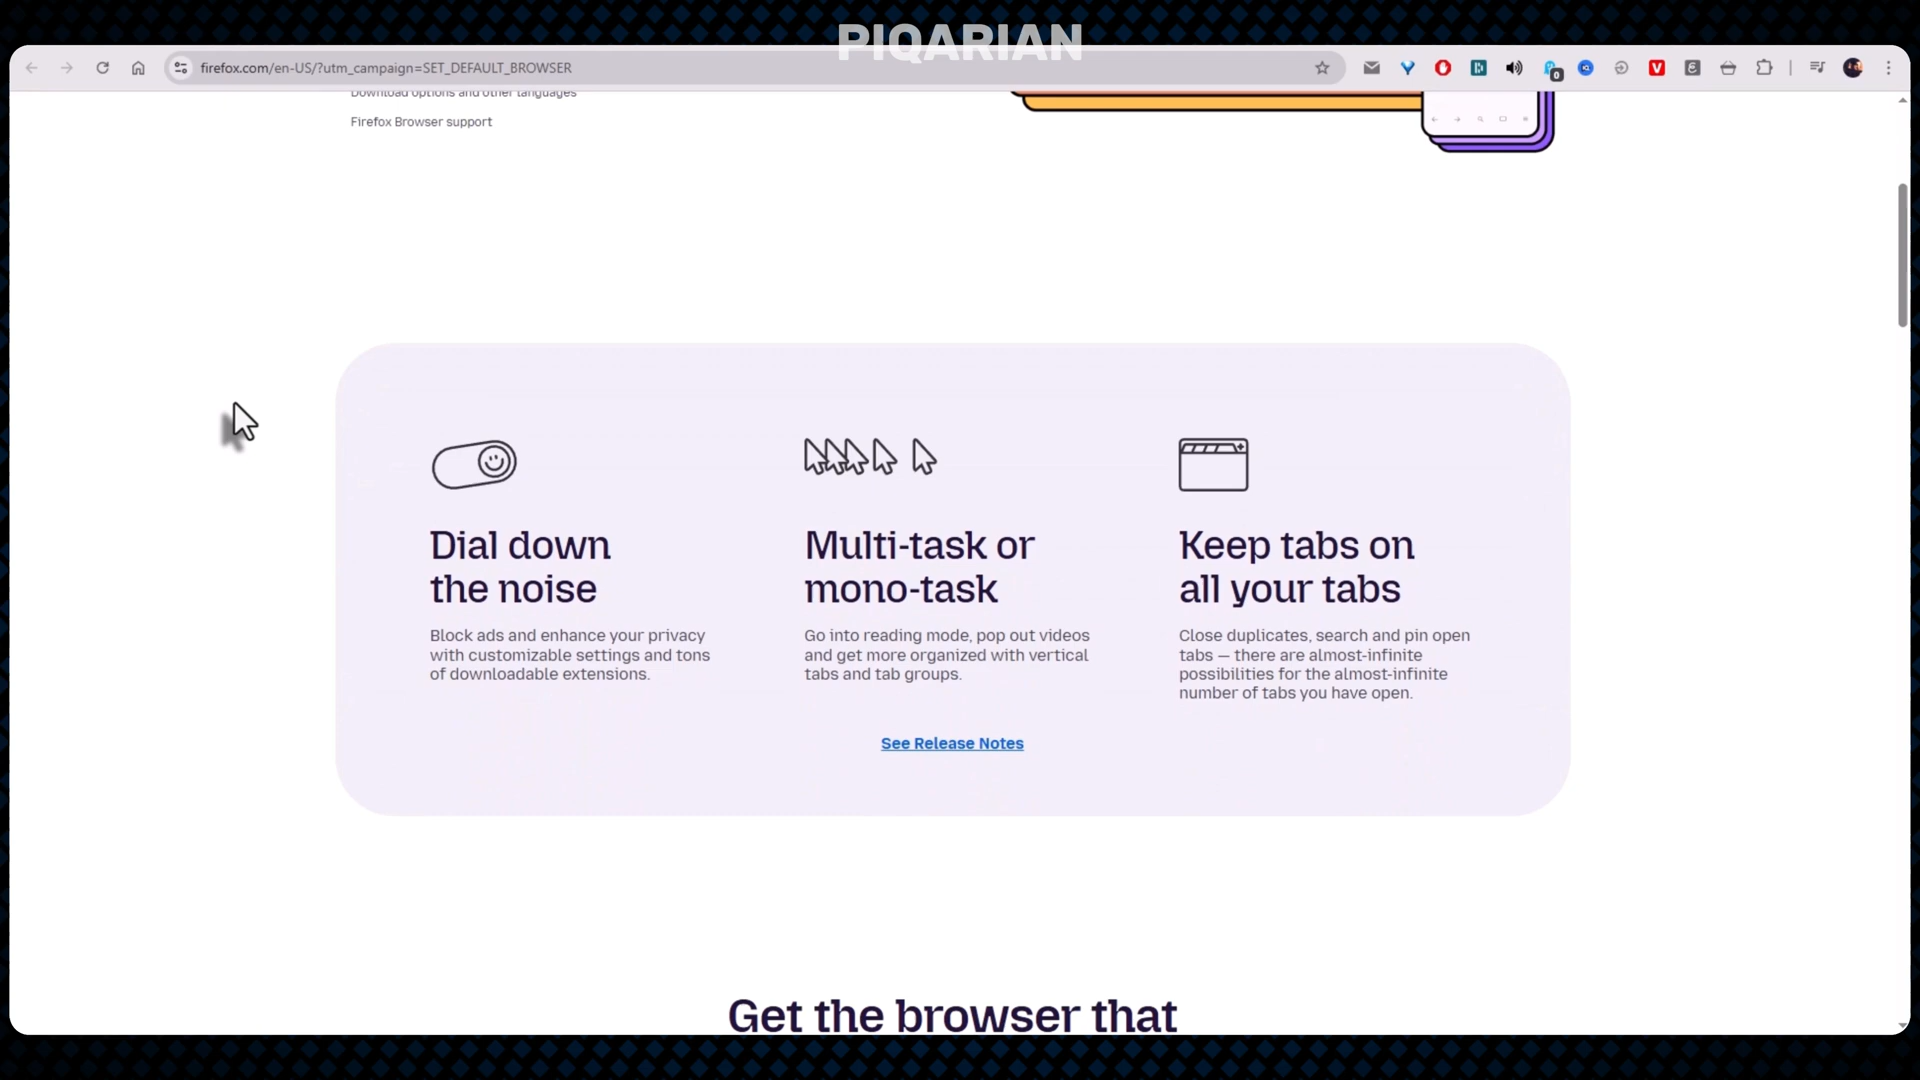 PIQARIAN
firefox.com/en-US/?utm_campaign=SET_DEFAULT_BROWSER
0
Download options and other languages
Firefox Browser support
Dial down
the noise
Block ads and enhance your privacy
with customizable settings and tons
of downloadable extensions.
Multi-task or
mono-task
Go into reading mode, pop out videos
and get more organized with vertical
tabs and tab groups.
Keep tabs on
all your tabs
Close duplicates, search and pin open
tabs — there are almost-infinite
possibilities for the almost-infinite
number of tabs you have open.
See Release Notes
Get the browser that